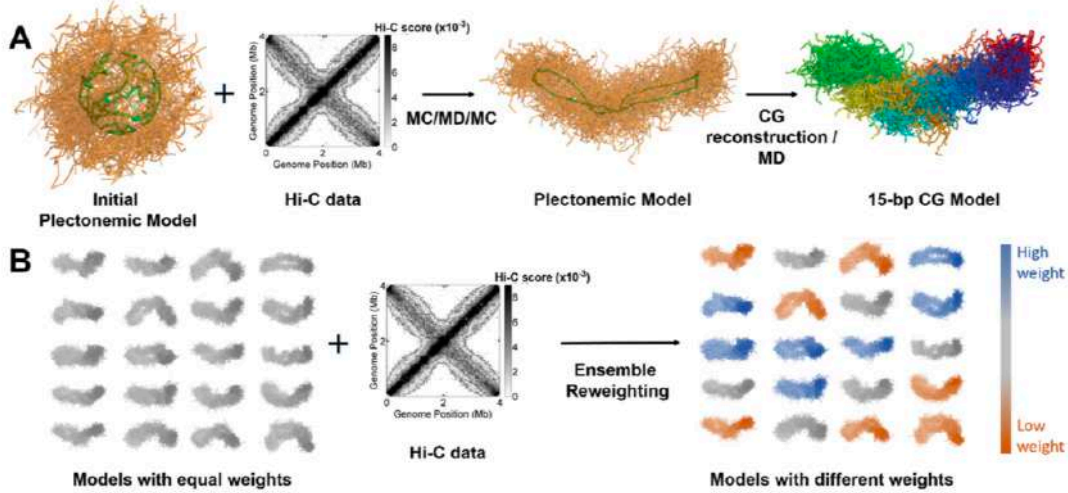 A
Hi-C score (x10⁻³)
Genome Position (Mb)
4
2
0
0
2
4
Genome Position (Mb)
8
6
4
2
0
+
MC/MD/MC
CG
reconstruction /
MD
Initial
Plectonemic Model
Hi-C data
Plectonemic Model
15-bp CG Model
B
Hi-C score (x10⁻³)
Genome Position (Mb)
4
2
0
0
2
4
Genome Position (Mb)
8
6
4
2
0
+
Ensemble
Reweighting
High
weight
Low
weight
Models with equal weights
Hi-C data
Models with different weights